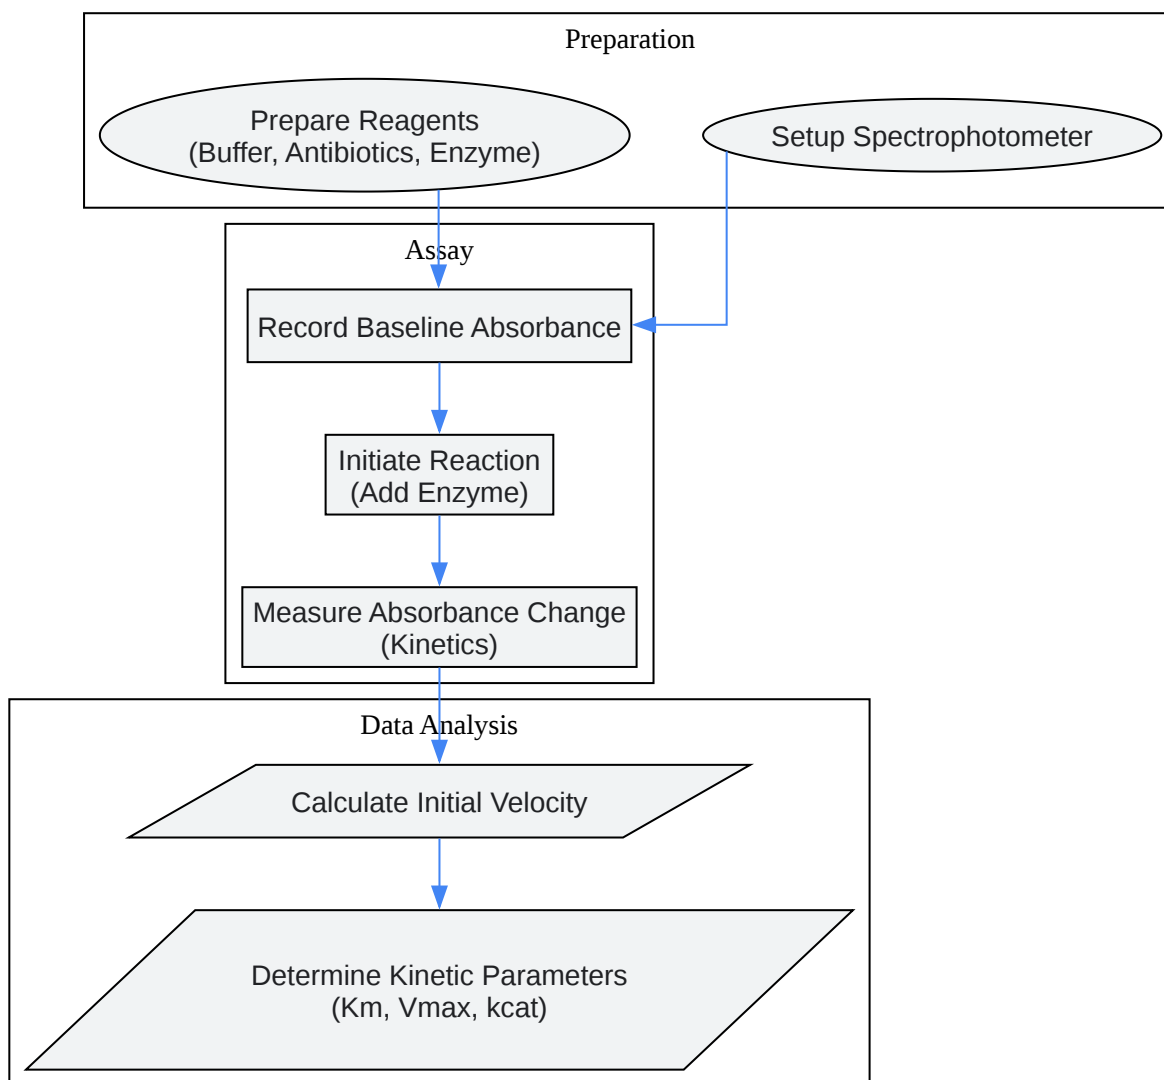 Preparation
Prepare Reagents
(Buffer, Antibiotics, Enzyme)
Setup Spectrophotometer
Assay
Record Baseline Absorbance
Initiate Reaction
(Add Enzyme)
Measure Absorbance Change
(Kinetics)
Data Analysis
Calculate Initial Velocity
Determine Kinetic Parameters
(Km, Vmax, kcat)